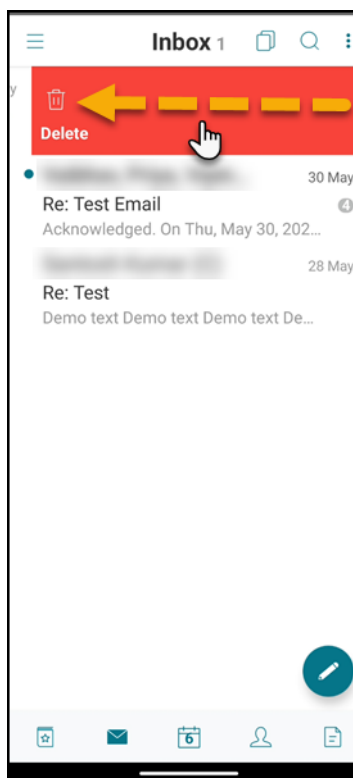 Inbox 1
y
Delete
30 May
Re: Test Email
4
Acknowledged. On Thu, May 30, 202...
28 May
Re: Test
Demo text Demo text Demo text De...
6